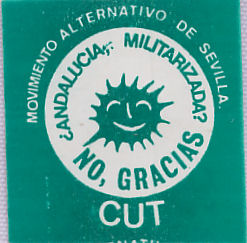 MOVIMIENTO ALTERNATIVO DE SEVILLA.
¿ANDALUCIA, MILITARIZADA?
NO, GRACIAS
CUT